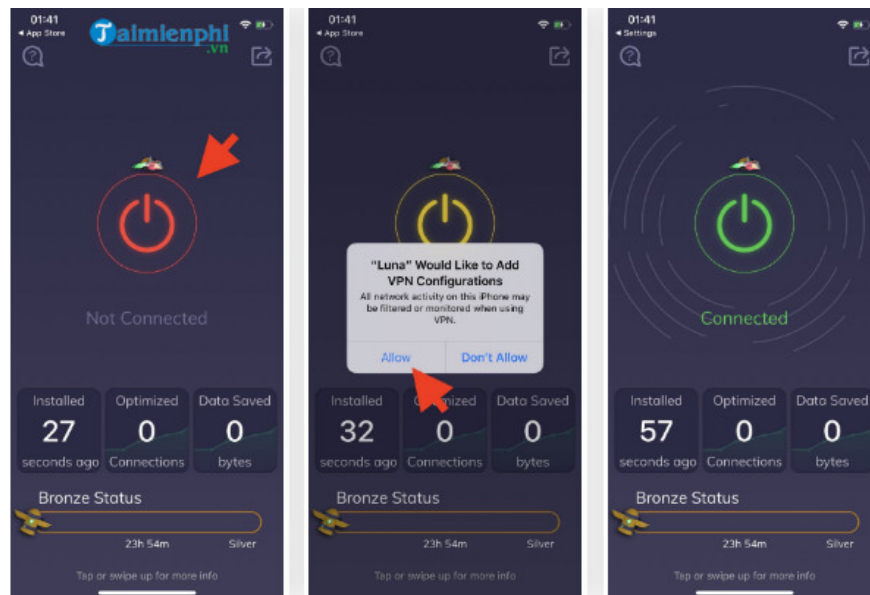 01:41
App Store
Taimienphi
.vn
Not Connected
Installed
27
seconds ago
Optimized
0
Connections
Data Saved
0
bytes
Bronze Status
23h 54m
Silver
Tap or swipe up for more info
01:41
App Store
"Luna" Would Like to Add
VPN Configurations
All network activity on this iPhone may
be filtered or monitored when using
VPN.
Allow
Don't Allow
Installed
32
seconds ago
Optimized
0
Connections
Data Saved
0
bytes
Bronze Status
23h 54m
Silver
Tap or swipe up for more info
01:41
Settings
Connected
Installed
57
seconds ago
Optimized
0
Connections
Data Saved
0
bytes
Bronze Status
23h 54m
Silver
Tap or swipe up for more info